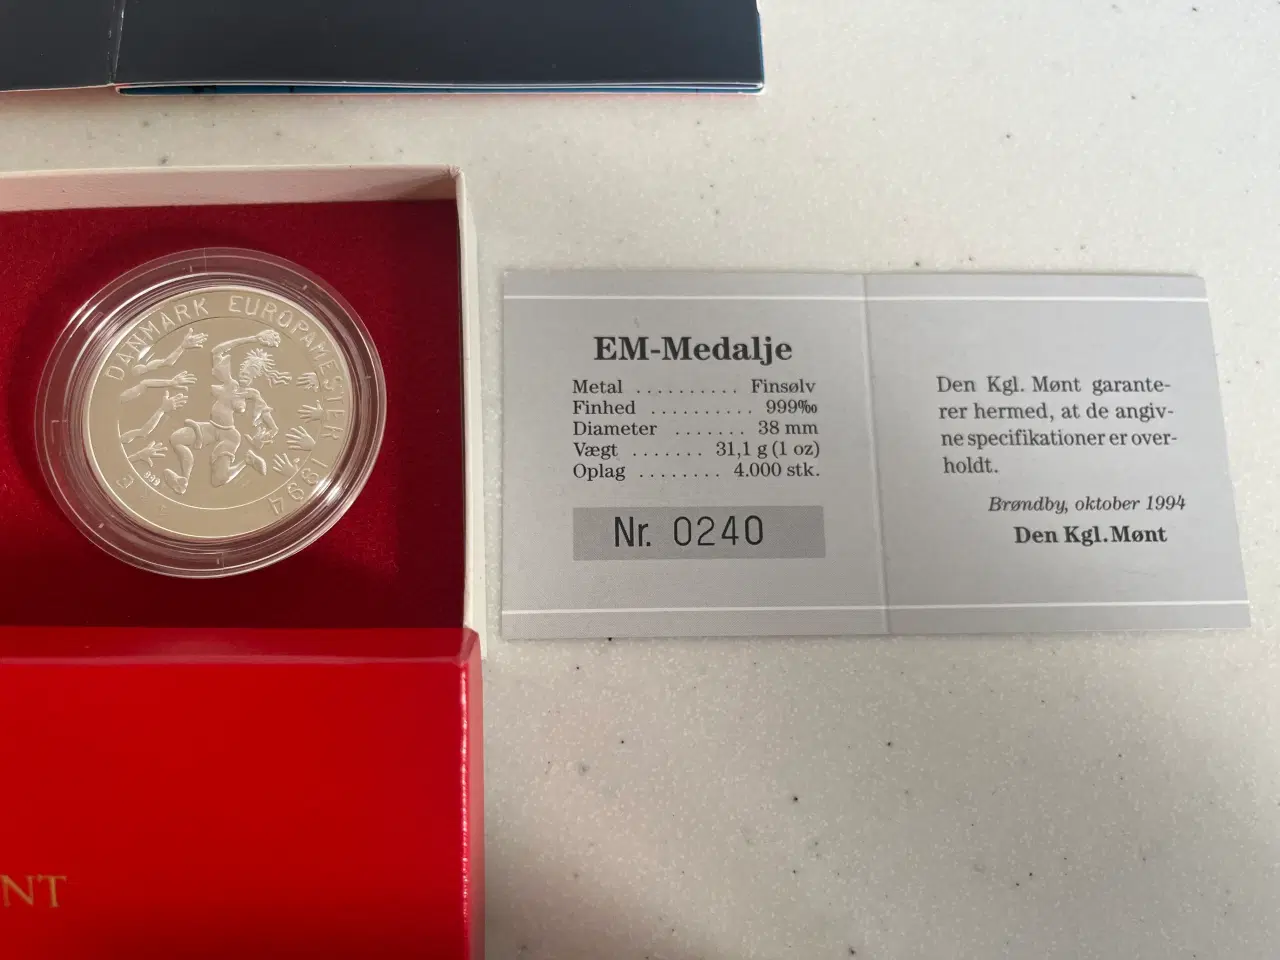 DANMARK EUROPAMESTER 1994
999
EM-Medalje
Metal .......... Finsølv
Finhed .......... 999‰
Diameter ....... 38 mm
Vægt ....... 31,1 g (1 oz)
Oplag ........ 4.000 stk.
Nr. 0240
Den Kgl. Mønt garante-
rer hermed, at de angiv-
ne specifikationer er over-
holdt.
Brøndby, oktober 1994
Den Kgl. Mønt
NT